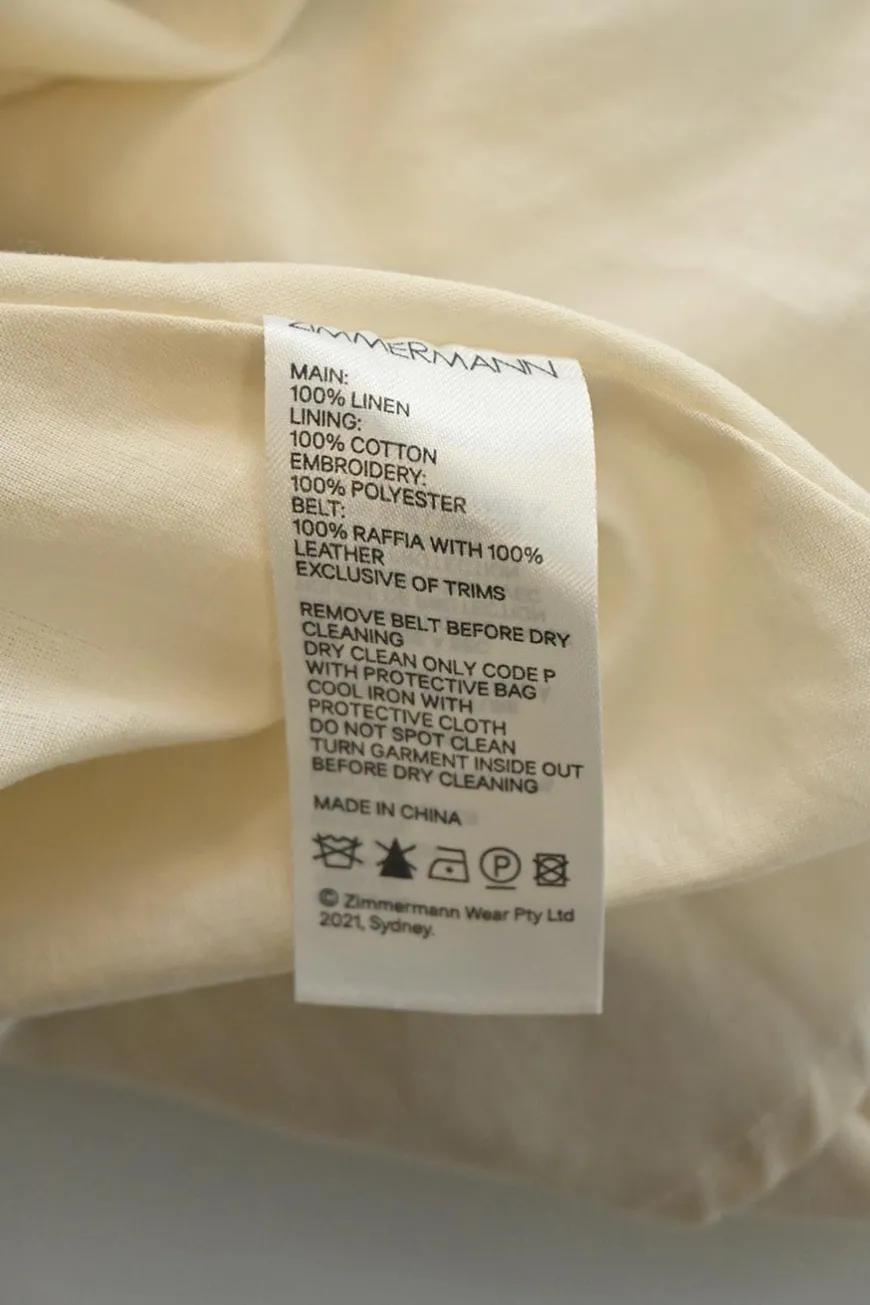 ZIMMERMANN
MAIN:
100% LINEN
LINING:
100% COTTON
EMBROIDERY:
100% POLYESTER
BELT:
100% RAFFIA WITH 100%
LEATHER
EXCLUSIVE OF TRIMS
REMOVE BELT BEFORE DRY
CLEANING
DRY CLEAN ONLY CODE P
WITH PROTECTIVE BAG
COOL IRON WITH
PROTECTIVE CLOTH
DO NOT SPOT CLEAN
TURN GARMENT INSIDE OUT
BEFORE DRY CLEANING
MADE IN CHINA
P
© Zimmermann Wear Pty Ltd
2021, Sydney.